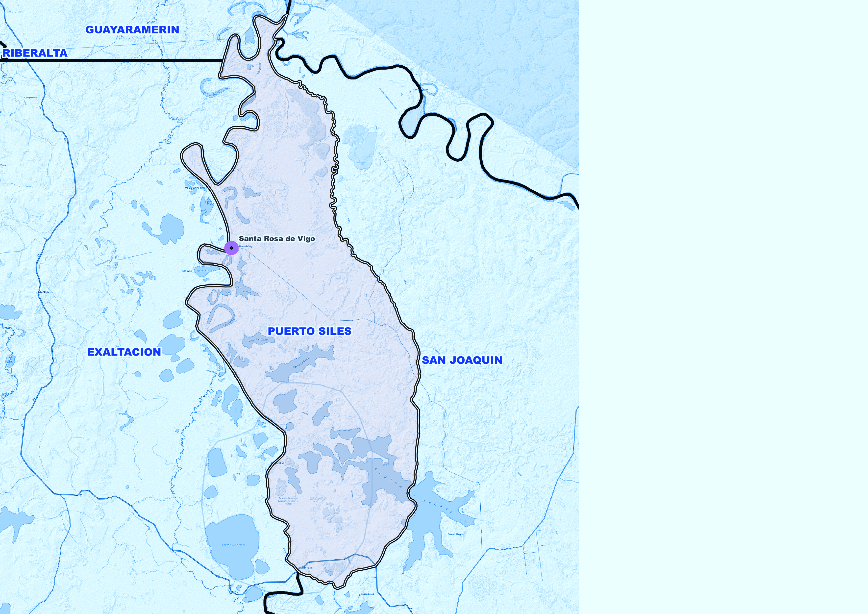 GUAYARAMERIN
RIBERALTA
Santa Rosa de Vigo
PUERTO SILES
EXALTACION
SAN JOAQUIN